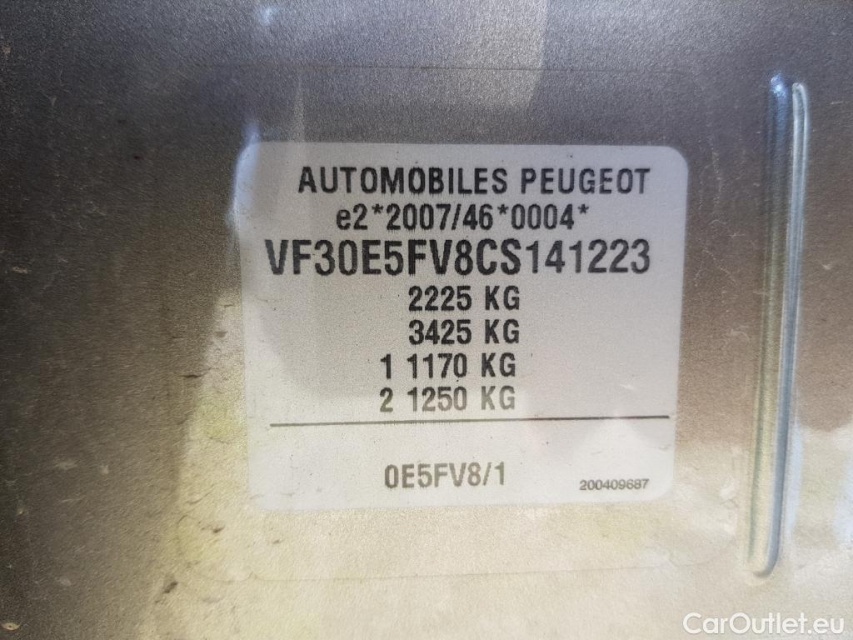 AUTOMOBILES PEUGEOT
e2*2007/46*0004*
VF30E5FV8CS141223
2225 KG
3425 KG
1 1170 KG
2 1250 KG
0E5FV8/1
200409687
CarOutlet.eu